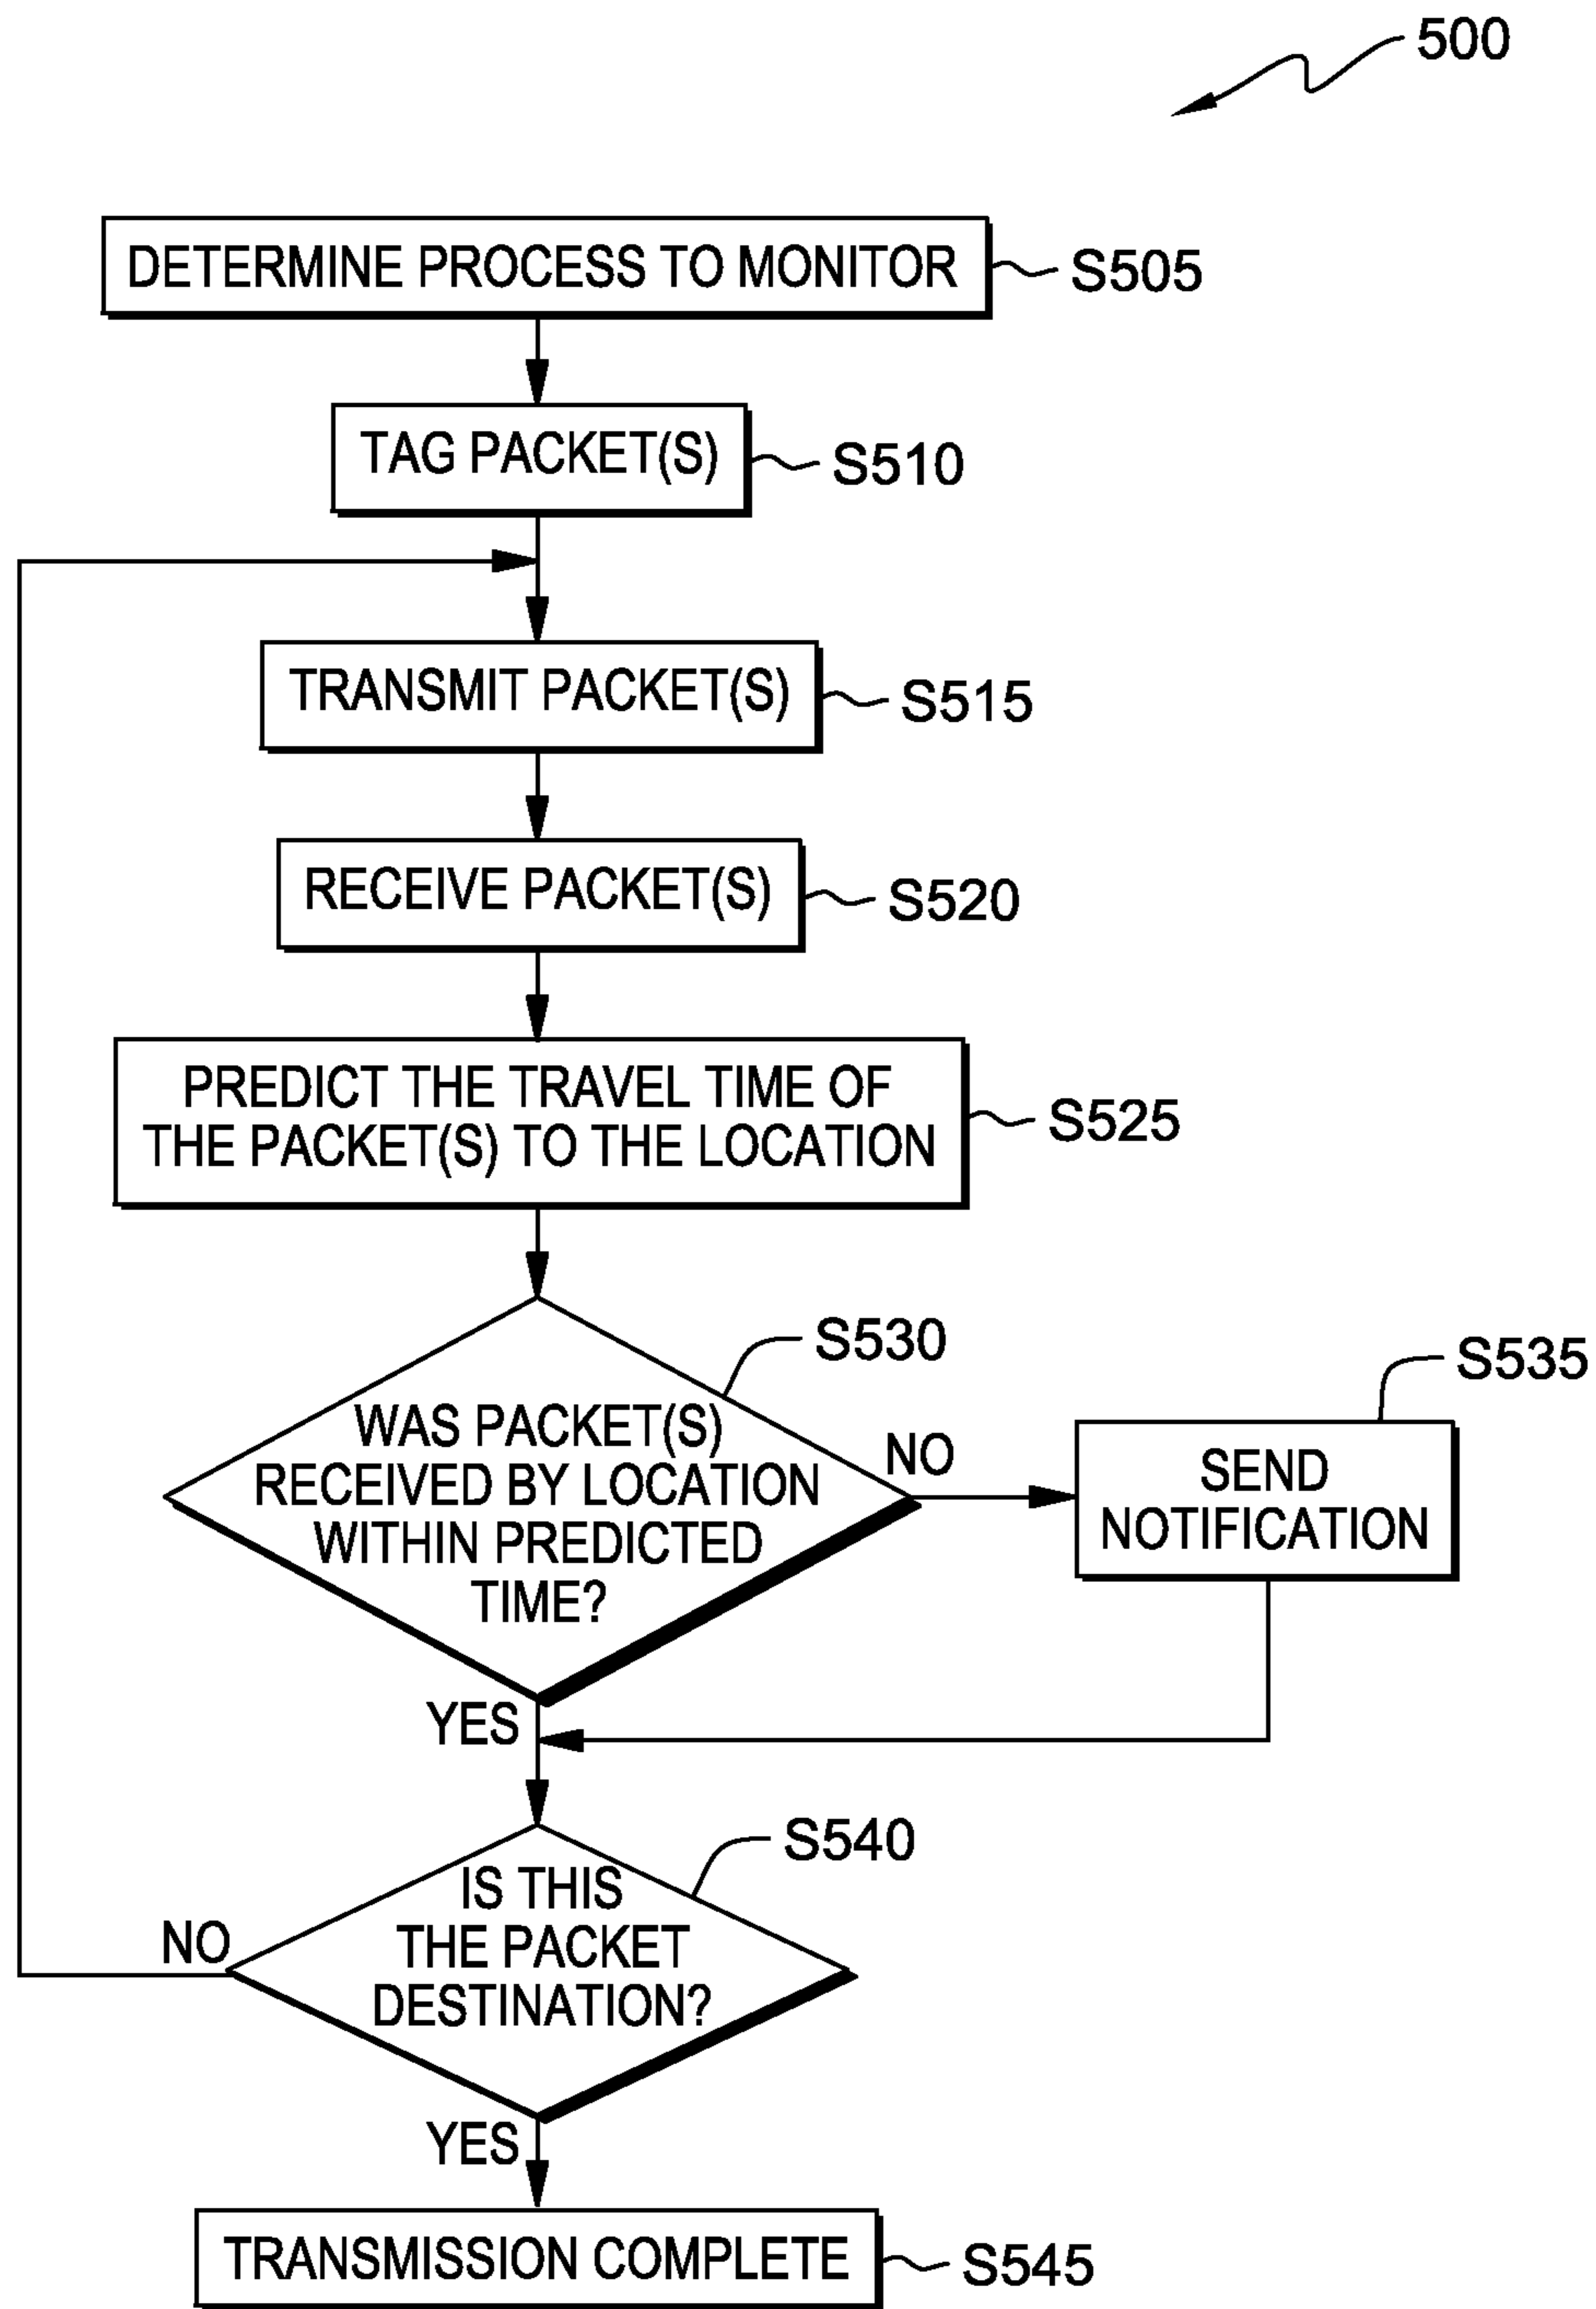 500
DETERMINE PROCESS TO MONITOR
S505
TAG PACKET(S)
S510
TRANSMIT PACKET(S)
S515
RECEIVE PACKET(S)
S520
PREDICT THE TRAVEL TIME OF
THE PACKET(S) TO THE LOCATION
S525
S530
WAS PACKET(S)
RECEIVED BY LOCATION
WITHIN PREDICTED
TIME?
NO
S535
SEND
NOTIFICATION
YES
S540
IS THIS
THE PACKET
DESTINATION?
NO
YES
TRANSMISSION COMPLETE
S545